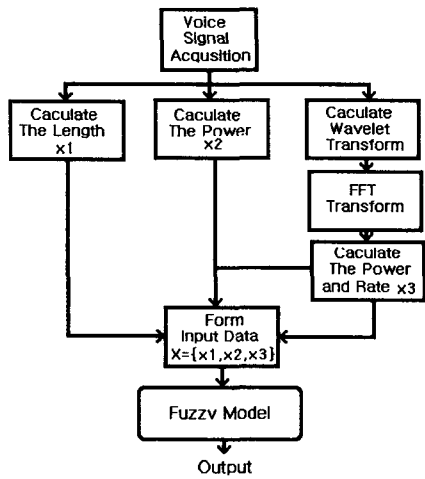 Voice
Signal
Acqusition
Caculate
The Length
x1
Caculate
The Power
x2
Caculate
Wavelet
Transform
FFT
Transform
Caculate
The Power
and Rate x3
Form
Input Data
X={x1,x2,x3}
Fuzzv Model
Output